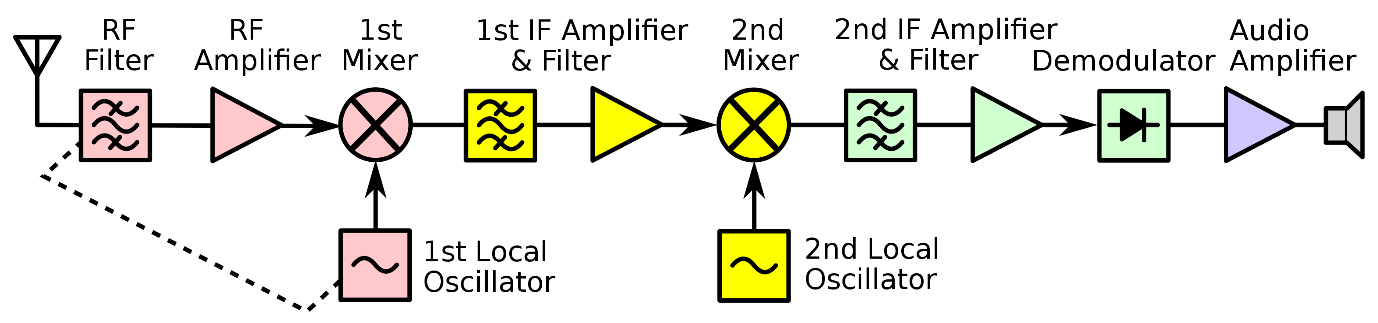 RF
Filter
RF
Amplifier
1st
Mixer
1st IF Amplifier
& Filter
2nd
Mixer
2nd IF Amplifier
& Filter
Demodulator
Audio
Amplifier
1st Local
Oscillator
2nd Local
Oscillator